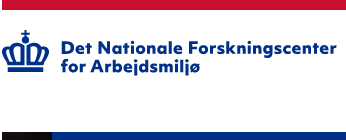 Det Nationale Forskningscenter
for Arbejdsmiljø